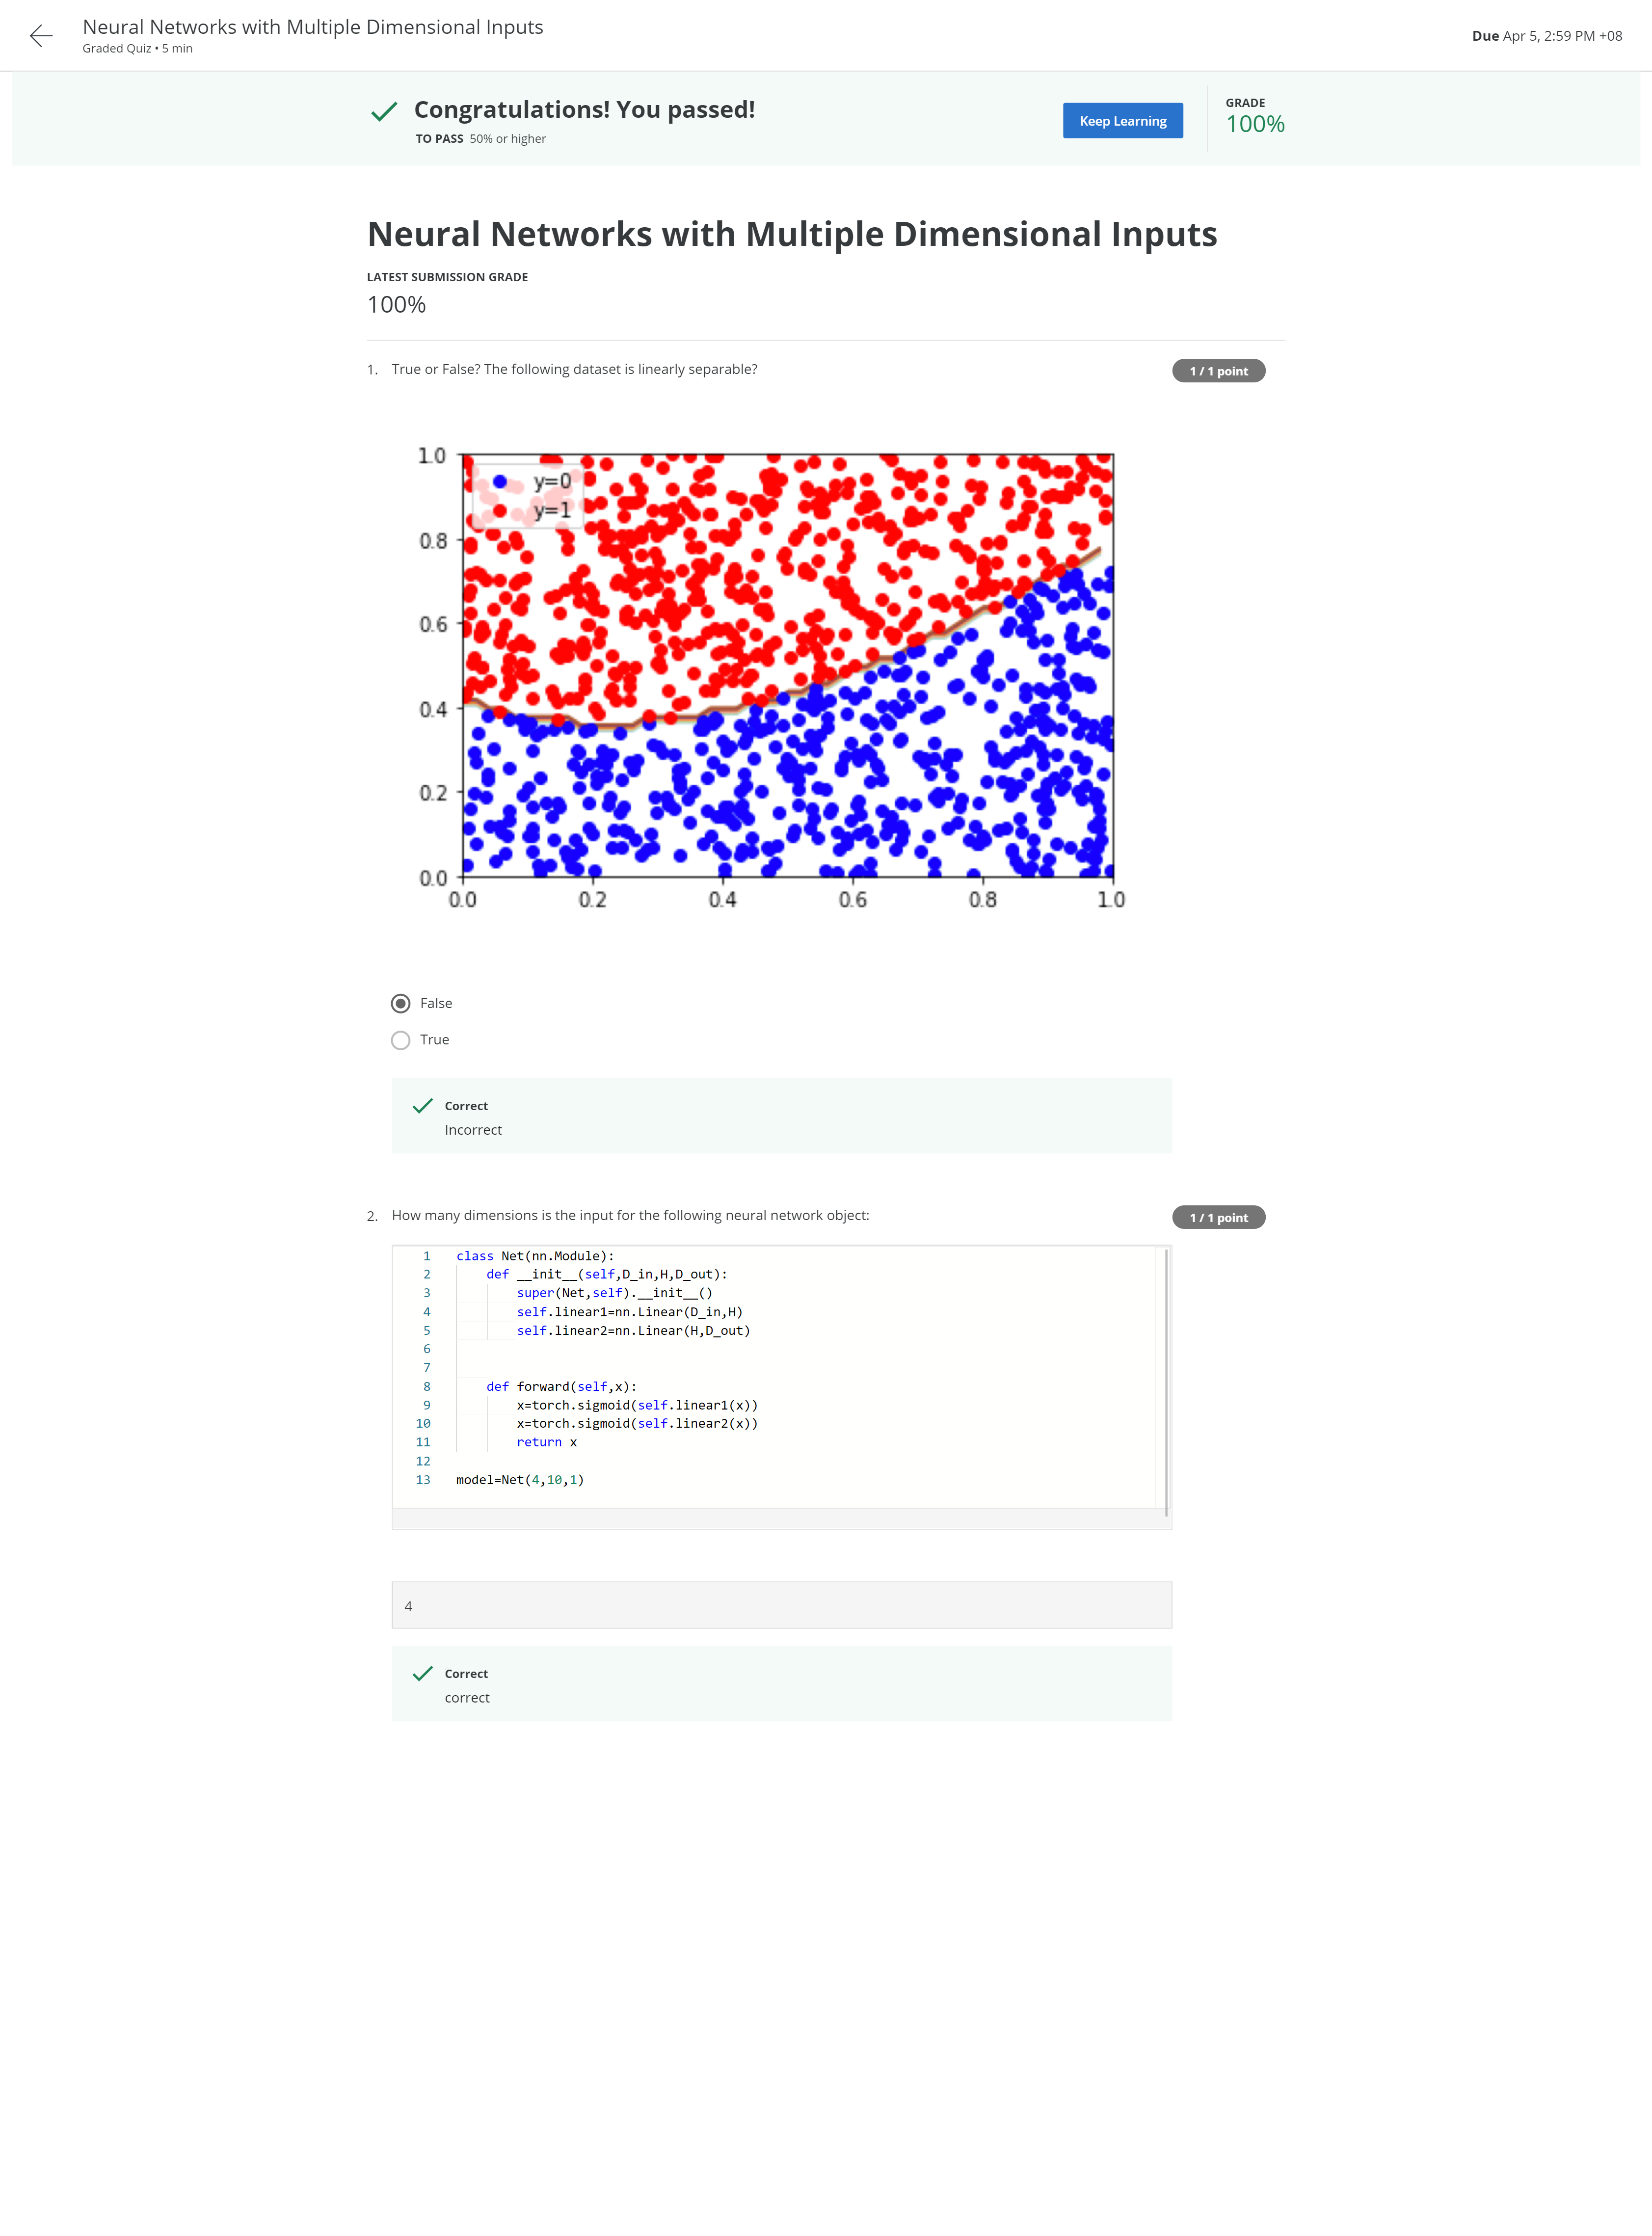 Neural Networks with Multiple Dimensional Inputs
Graded Quiz • 5 min
Due Apr 5, 2:59 PM +08
Congratulations! You passed!
TO PASS 50% or higher
Keep Learning
GRADE
100%
Neural Networks with Multiple Dimensional Inputs
LATEST SUBMISSION GRADE
100%
1. True or False? The following dataset is linearly separable?
1 / 1 point
1.0
0.8
0.6
0.4
0.2
0.0
y=0
y=1
0.0 0.2 0.4 0.6 0.8 1.0
False
True
Correct
Incorrect
2. How many dimensions is the input for the following neural network object:
1 / 1 point
1 class Net(nn.Module):
2 def __init__(self,D_in,H,D_out):
3 super(Net,self).__init__()
4 self.linear1=nn.Linear(D_in,H)
5 self.linear2=nn.Linear(H,D_out)
6
7
8 def forward(self,x):
9 x=torch.sigmoid(self.linear1(x))
10 x=torch.sigmoid(self.linear2(x))
11 return x
12
13 model=Net(4,10,1)
4
Correct
correct